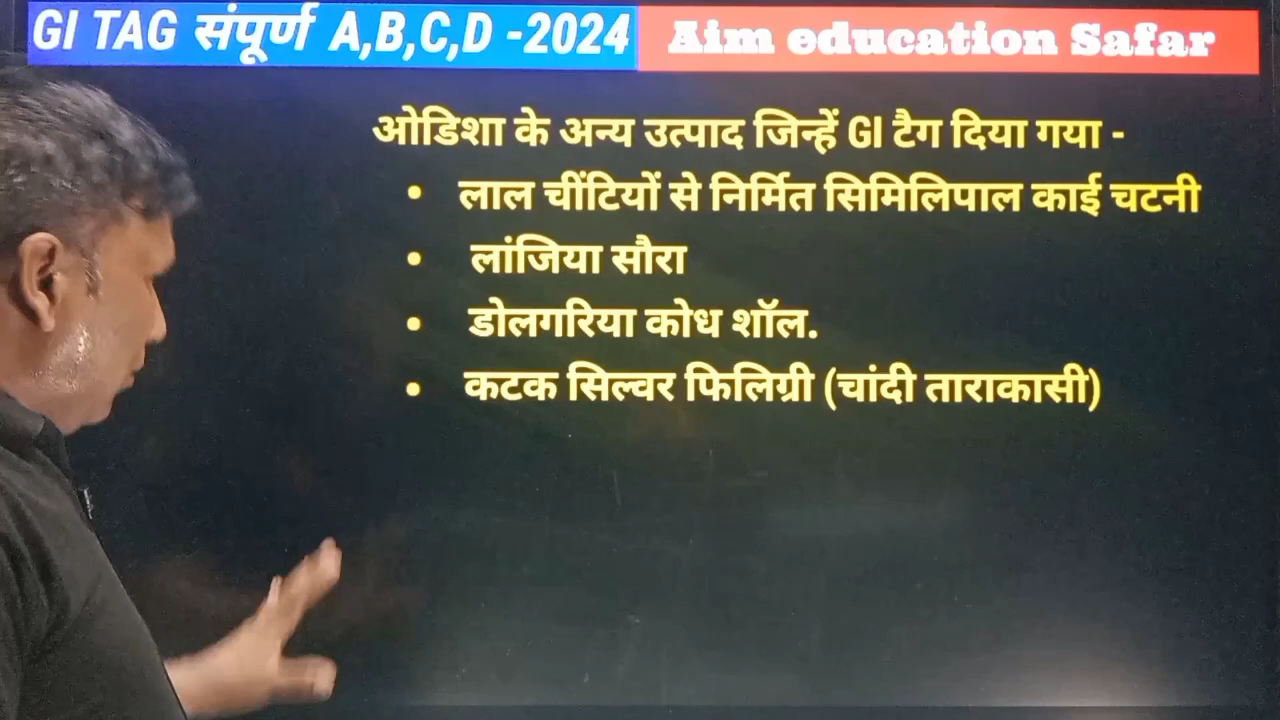 GI TAG संपूर्ण A,B,C,D -2024
Aim education Safar
ओडिशा के अन्य उत्पाद जिन्हें GI टैग दिया गया -
• लाल चींटियों से निर्मित सिमिलिपाल काई चटनी
• लांजिया सौरा
• डोलगरिया कोध शॉल.
• कटक सिल्वर फिलिग्री (चांदी ताराकासी)